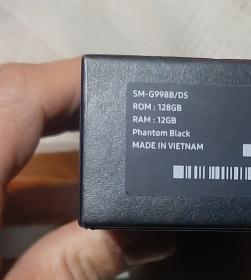 SM-G998B/DS
ROM : 128GB
RAM : 12GB
Phantom Black
MADE IN VIETNAM